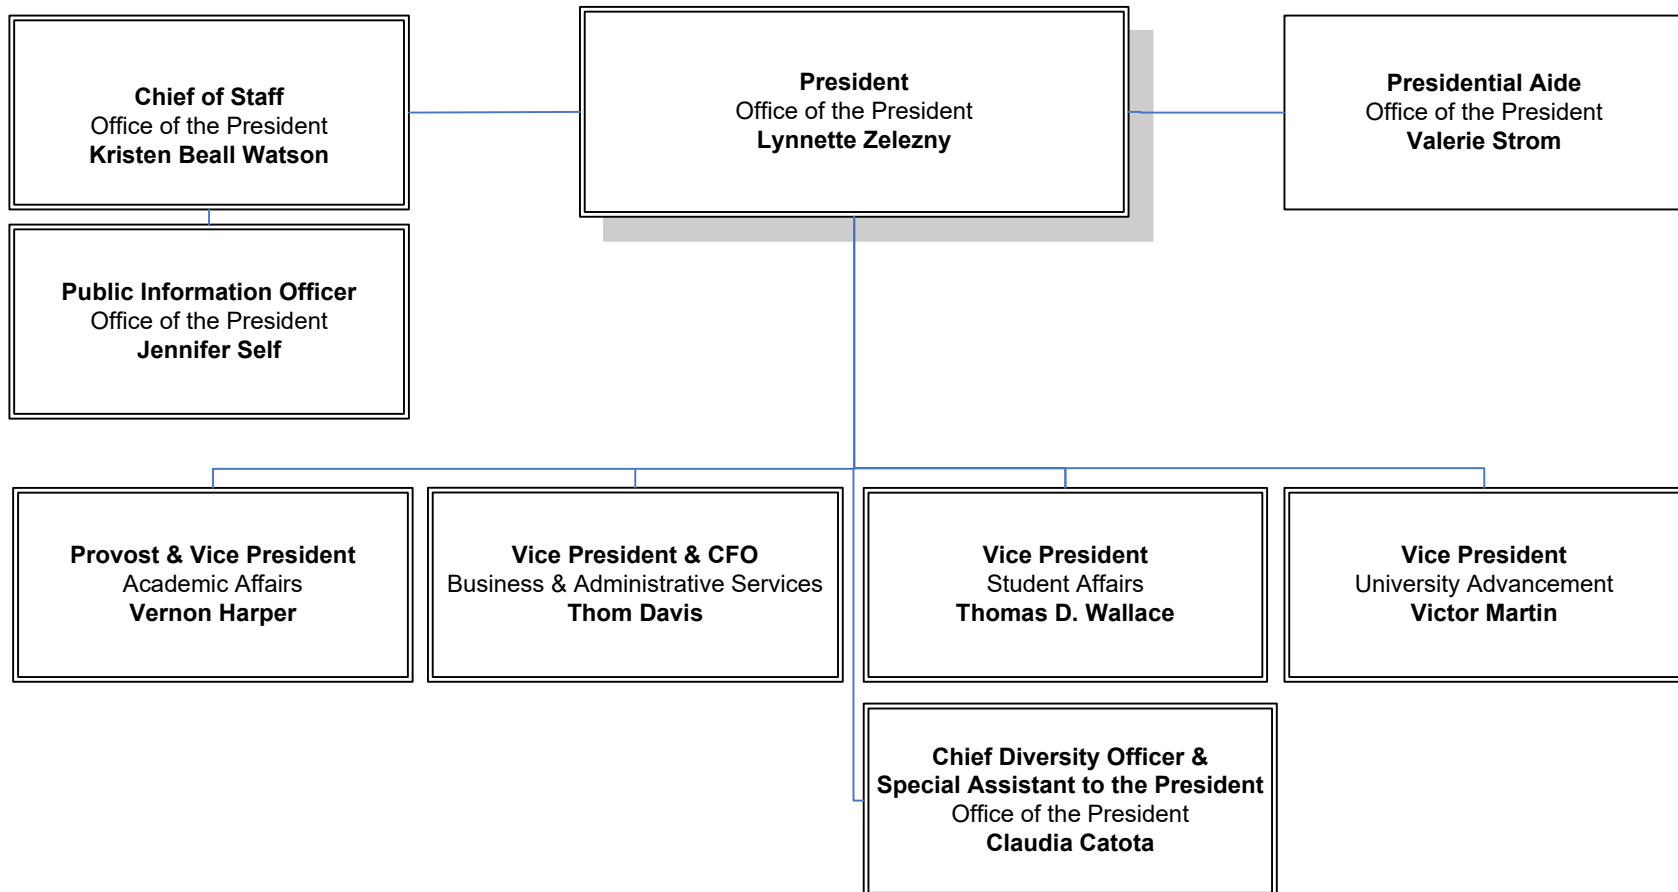 Chief of Staff
Office of the President
Kristen Beall Watson
President
Office of the President
Lynnette Zelezny
Presidential Aide
Office of the President
Valerie Strom
Public Information Officer
Office of the President
Jennifer Self
Provost & Vice President
Academic Affairs
Vernon Harper
Vice President & CFO
Business & Administrative Services
Thom Davis
Vice President
Student Affairs
Thomas D. Wallace
Vice President
University Advancement
Victor Martin
Chief Diversity Officer &
Special Assistant to the President
Office of the President
Claudia Catota